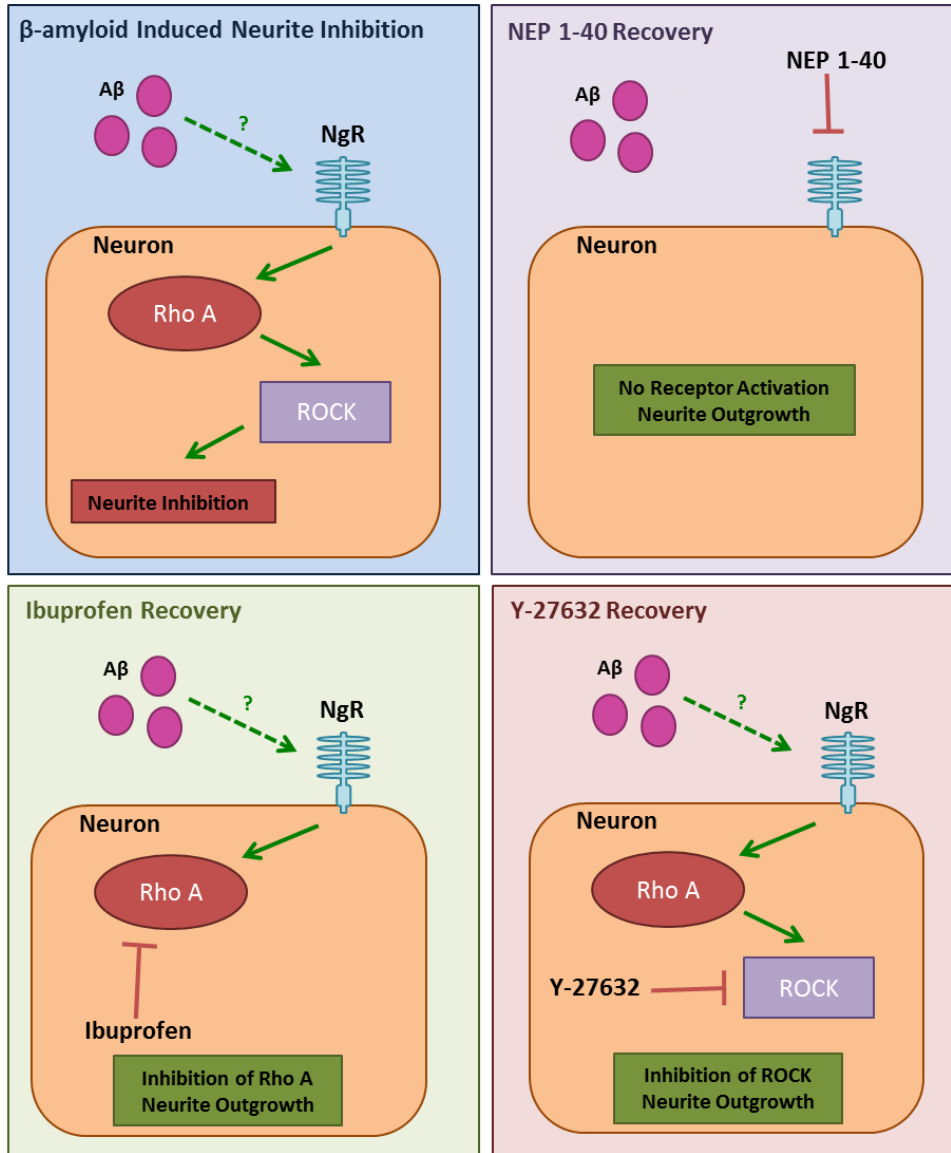 β-amyloid Induced Neurite Inhibition
Aβ
?
NgR
Neuron
Rho A
ROCK
Neurite Inhibition
NEP 1-40 Recovery
NEP 1-40
Aβ
Neuron
No Receptor Activation
Neurite Outgrowth
Ibuprofen Recovery
Aβ
?
NgR
Neuron
Rho A
Ibuprofen
Inhibition of Rho A
Neurite Outgrowth
Y-27632 Recovery
Aβ
?
NgR
Neuron
Rho A
Y-27632
ROCK
Inhibition of ROCK
Neurite Outgrowth